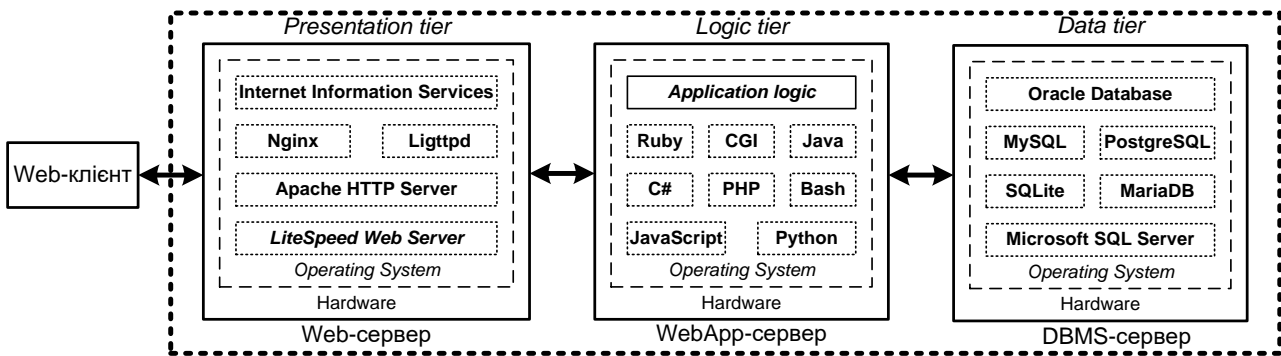 Presentation tier
Logic tier
Data tier
Web-клієнт
Internet Information Services
Nginx
Ligttpd
Apache HTTP Server
LiteSpeed Web Server
Operating System
Hardware
Web-сервер
Application logic
Ruby
CGI
Java
C#
PHP
Bash
JavaScript
Python
Operating System
Hardware
WebApp-сервер
Oracle Database
MySQL
PostgreSQL
SQLite
MariaDB
Microsoft SQL Server
Operating System
Hardware
DBMS-сервер